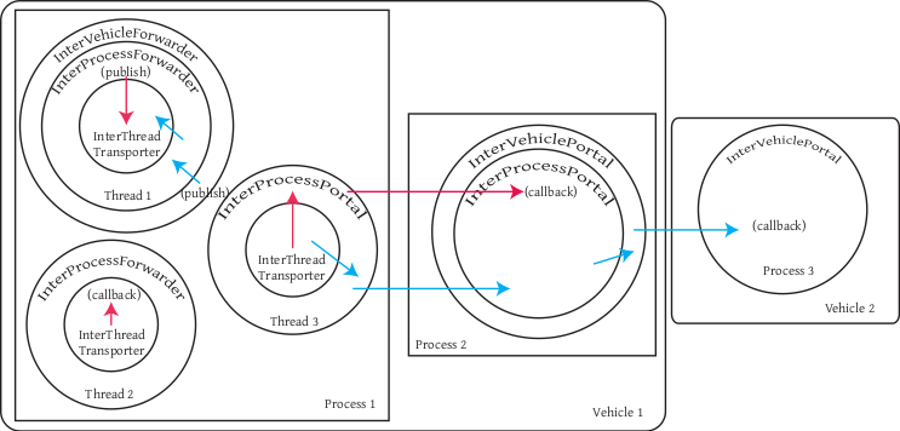 InterVehicleForwarder
InterProcessForwarder
(publish)
InterThread
Transporter
Thread 1
(publish)
InterProcessPortal
InterThread
Transporter
Thread 3
InterProcessForwarder
(callback)
InterThread
Transporter
Thread 2
Process 1
InterVehiclePortal
InterProcessPortal
(callback)
Process 2
Vehicle 1
InterVehiclePortal
(callback)
Process 3
Vehicle 2